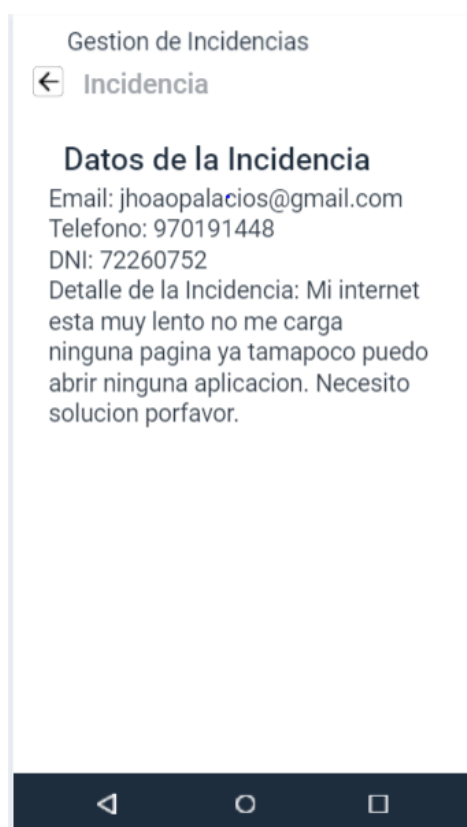 Gestion de Incidencias
Incidencia
Datos de la Incidencia
Email: jhoaopalacios@gmail.com
Telefono: 970191448
DNI: 72260752
Detalle de la Incidencia: Mi internet
esta muy lento no me carga
ninguna pagina ya tamapoco puedo
abrir ninguna aplicacion. Necesito
solucion porfavor.